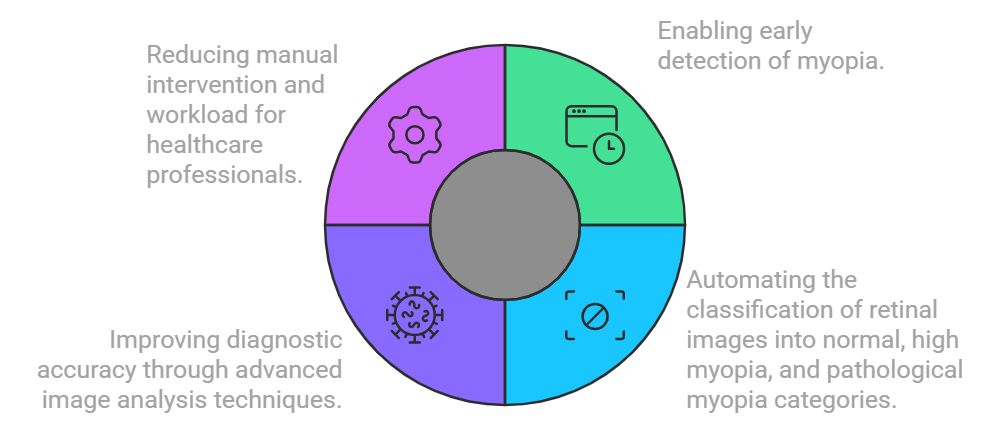 Reducing manual
intervention and
workload for
healthcare
professionals.
Enabling early
detection of myopia.
Improving diagnostic
accuracy through advanced
image analysis techniques.
Automating the
classification of retinal
images into normal, high
myopia, and pathological
myopia categories.